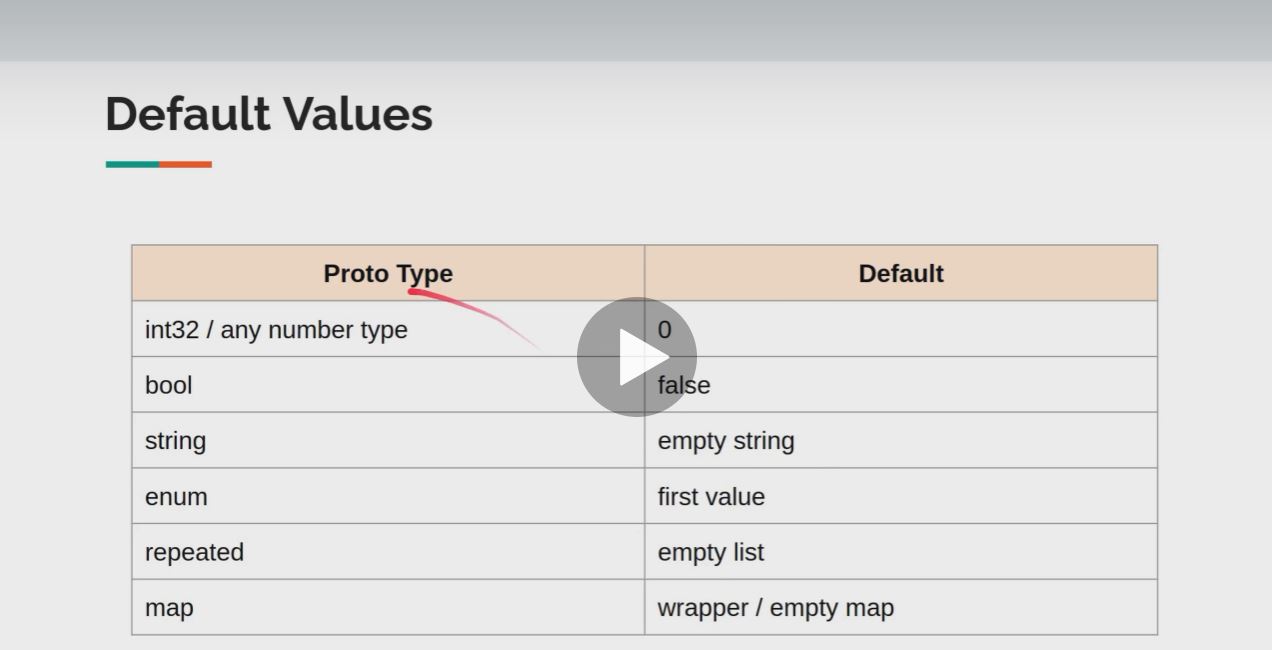 Default Values
Proto Type Default
int32 / any number type 0
bool false
string empty string
enum first value
repeated empty list
map wrapper / empty map